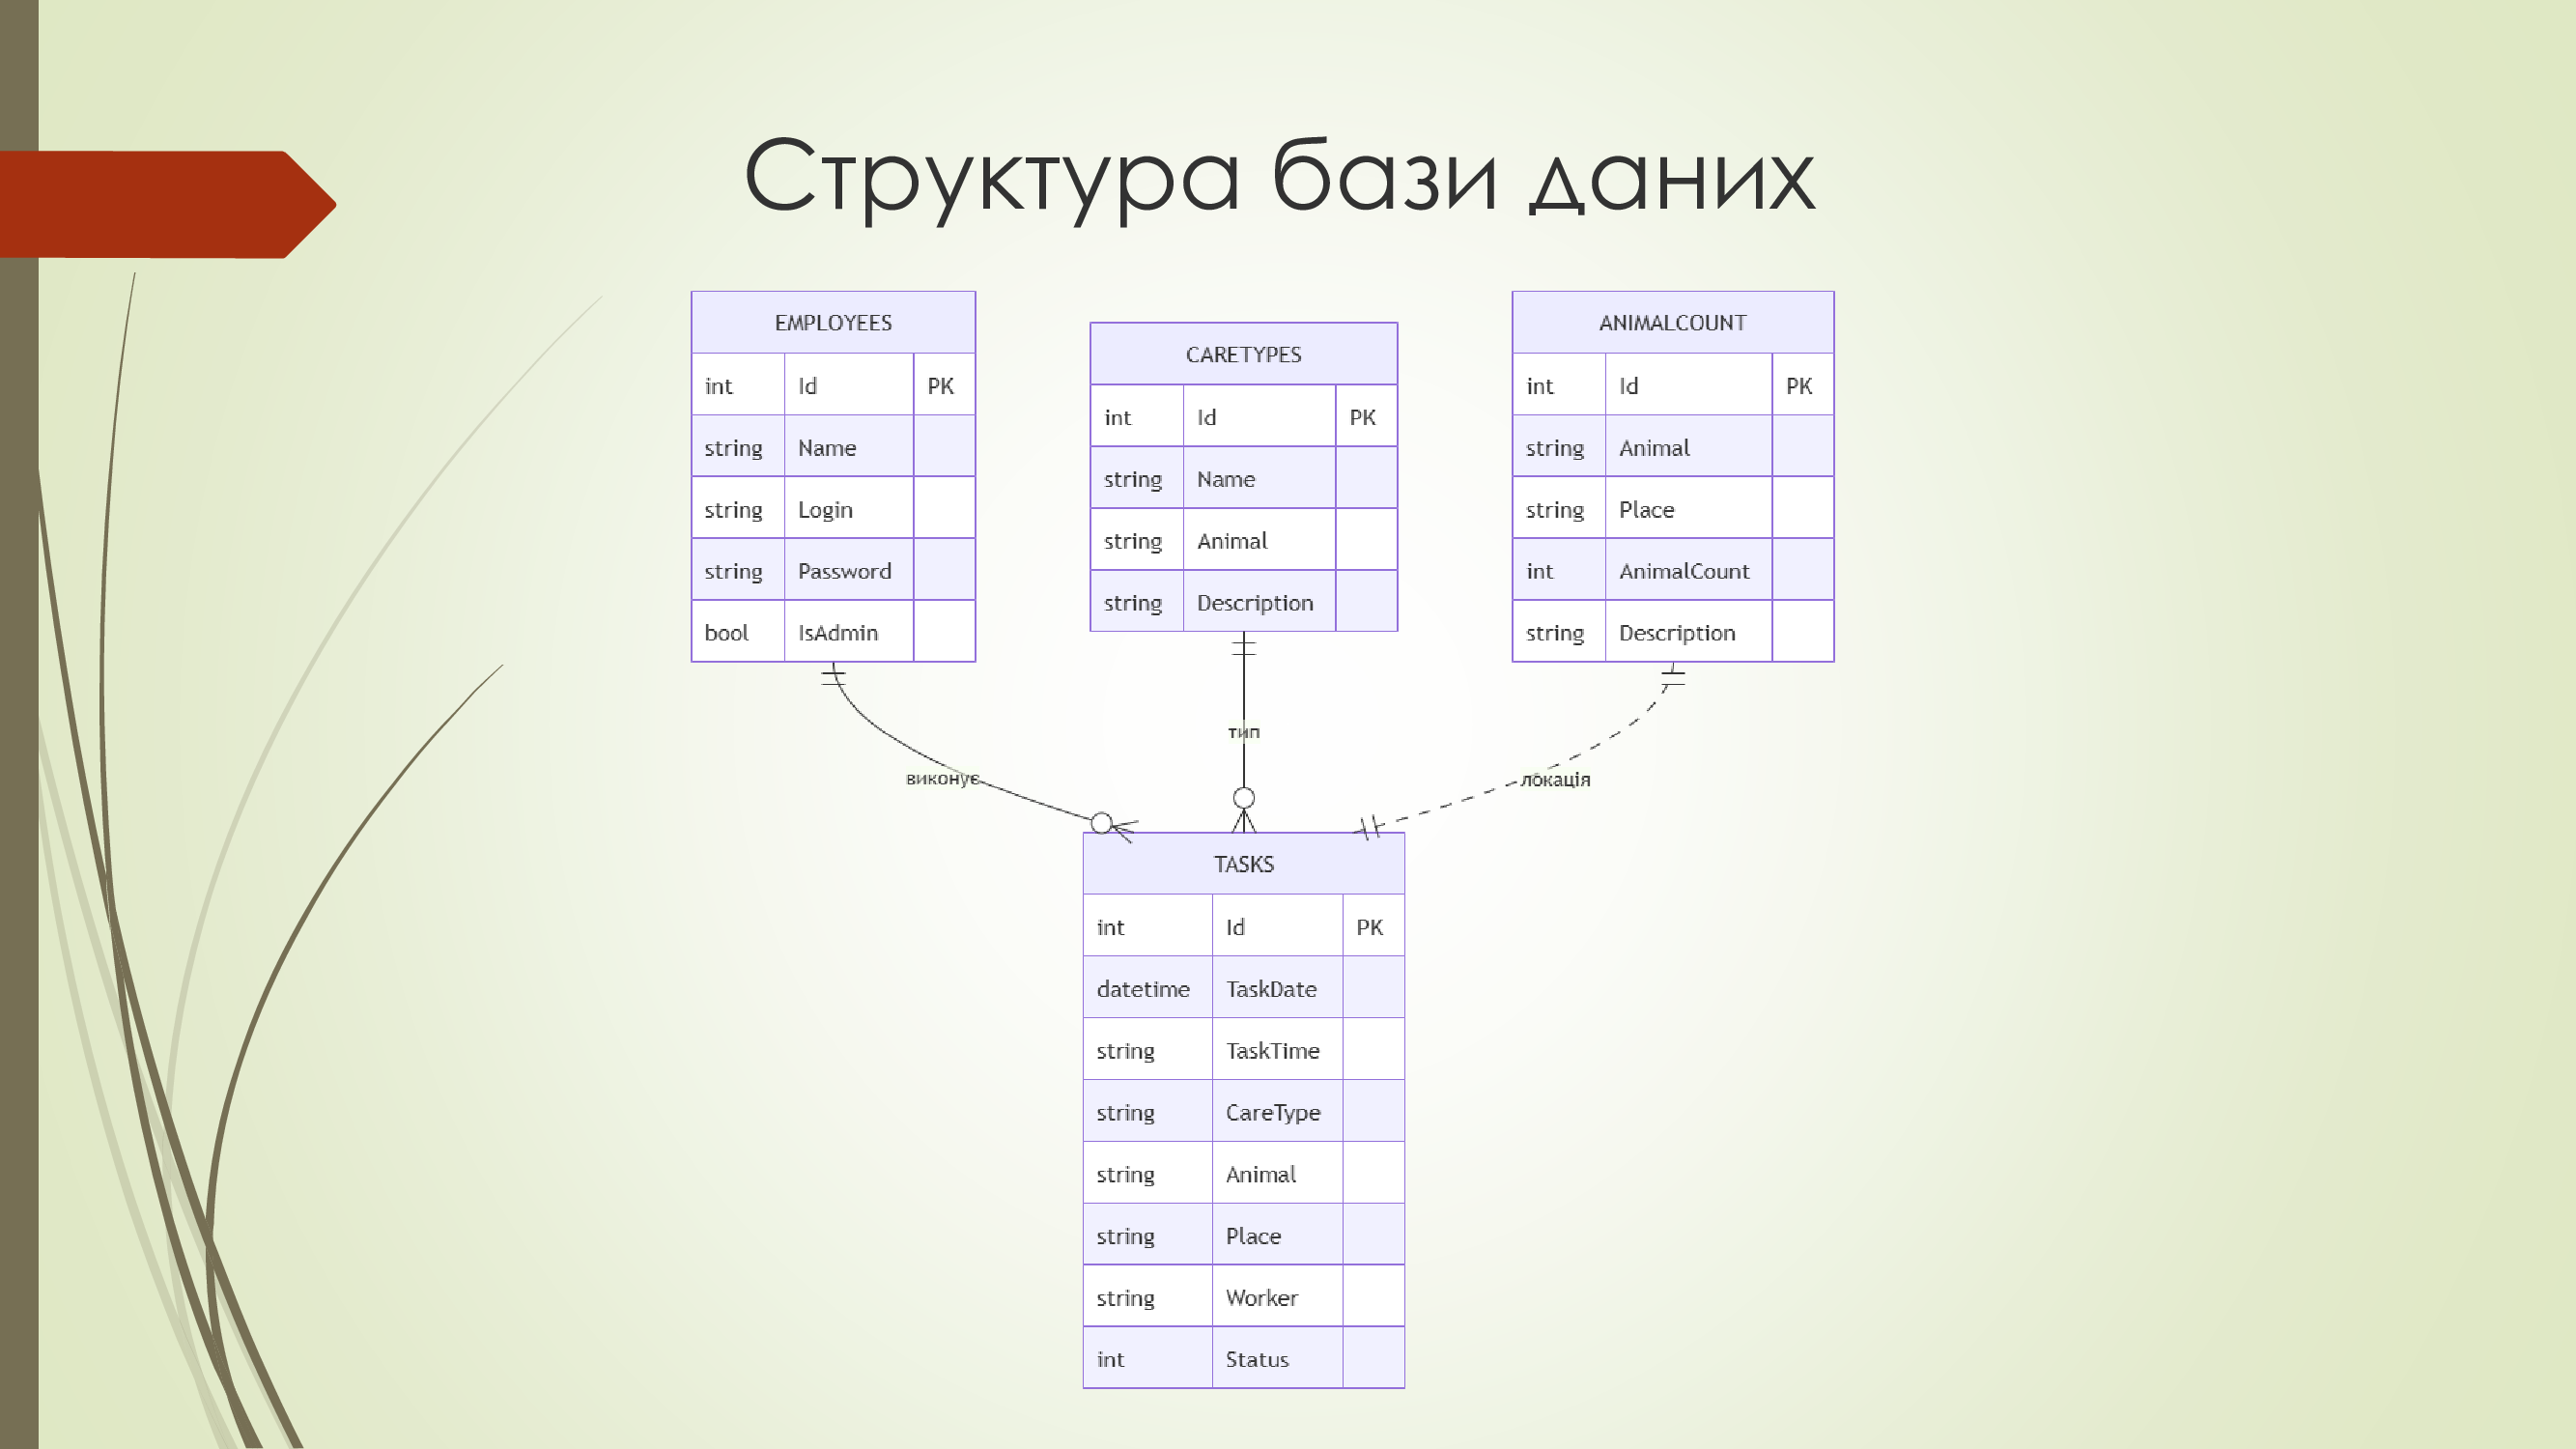 Структура бази даних
EMPLOYEES
int Id PK
string Name
string Login
string Password
bool IsAdmin
CARETYPES
int Id PK
string Name
string Animal
string Description
ANIMALCOUNT
int Id PK
string Animal
string Place
int AnimalCount
string Description
виконує
тип
локація
TASKS
int Id PK
datetime TaskDate
string TaskTime
string CareType
string Animal
string Place
string Worker
int Status